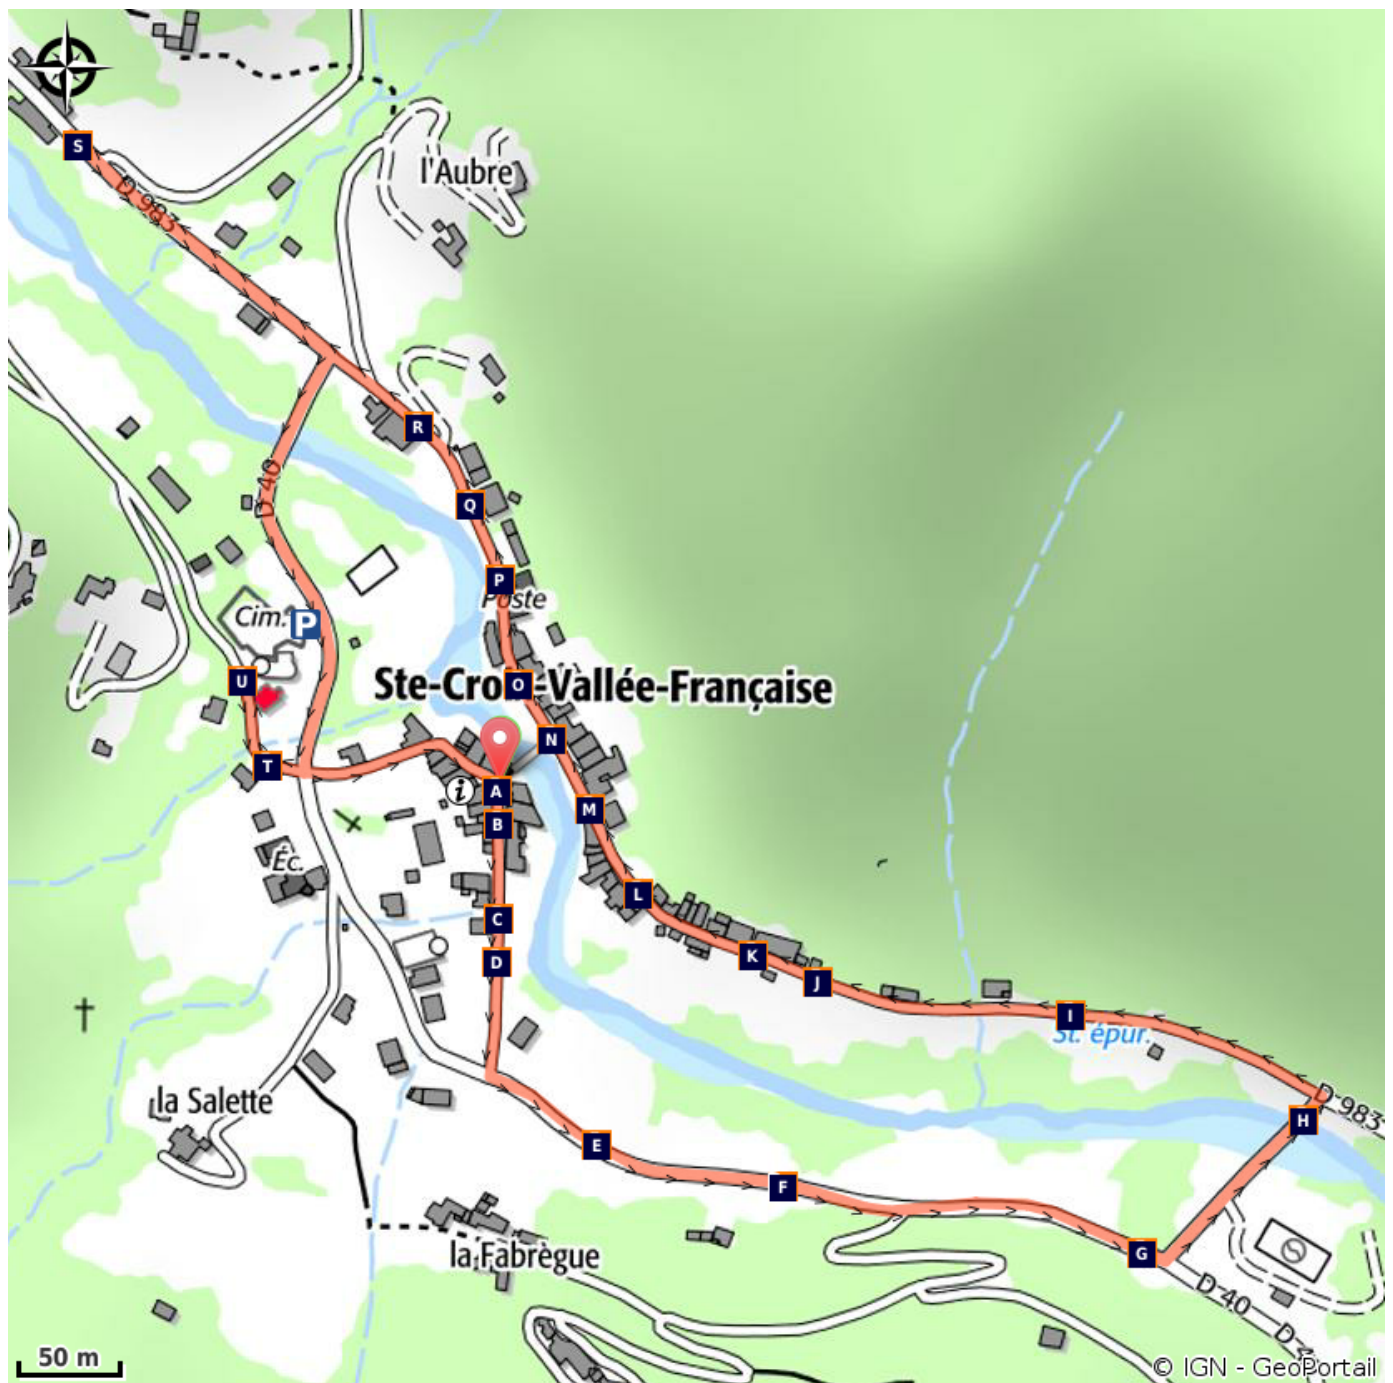 l'Aubre
S
D 983
R
Q
D 40
P
Poste
Cim.
P
U
Ste-Cro
O
-Vallée-Française
N
T
A
i
M
B
Éc.
L
C
K
D
J
I
St. épur.
la Salette
D 983
H
E
F
la Fabrègue
G
D 40
50 m
© IGN - GeoPortail